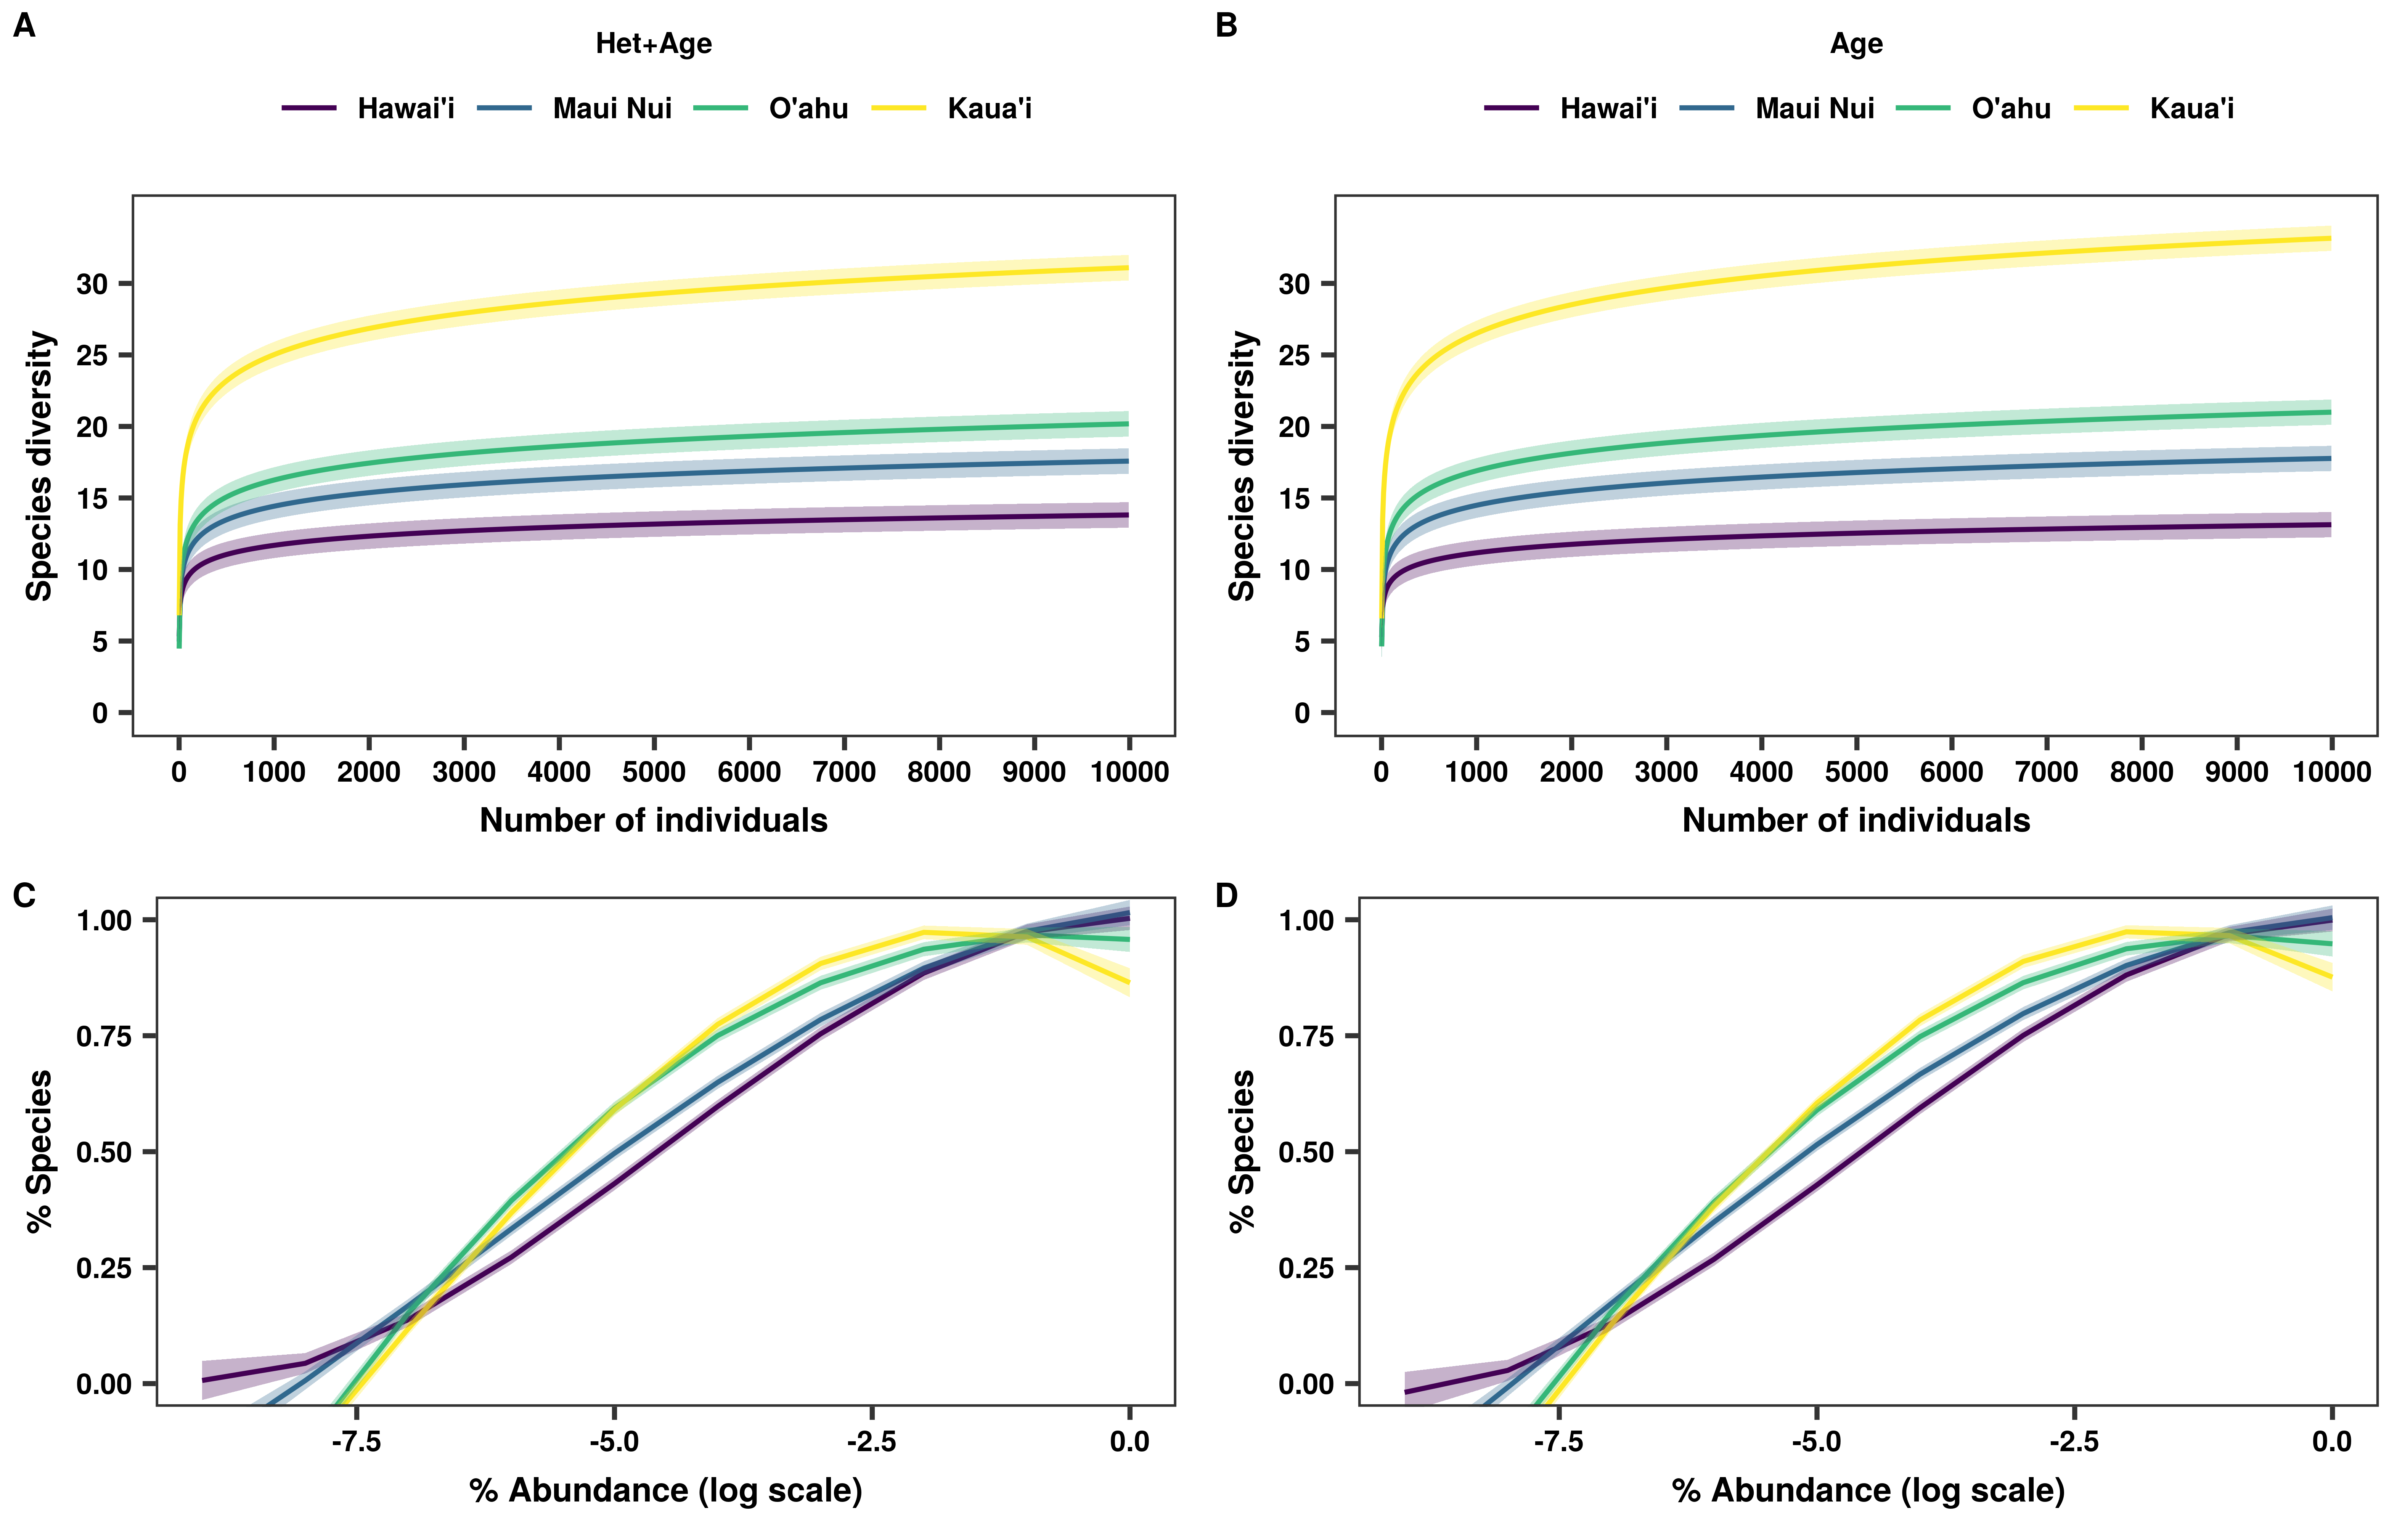 A
Het+Age
Hawai'i Maui Nui O'ahu Kaua'i
Species diversity
30
25
20
15
10
5
0
0 1000 2000 3000 4000 5000 6000 7000 8000 9000 10000
Number of individuals
B
Age
Hawai'i Maui Nui O'ahu Kaua'i
Species diversity
30
25
20
15
10
5
0
0 1000 2000 3000 4000 5000 6000 7000 8000 9000 10000
Number of individuals
C
% Species
1.00
0.75
0.50
0.25
0.00
-7.5 -5.0 -2.5 0.0
% Abundance (log scale)
D
% Species
1.00
0.75
0.50
0.25
0.00
-7.5 -5.0 -2.5 0.0
% Abundance (log scale)